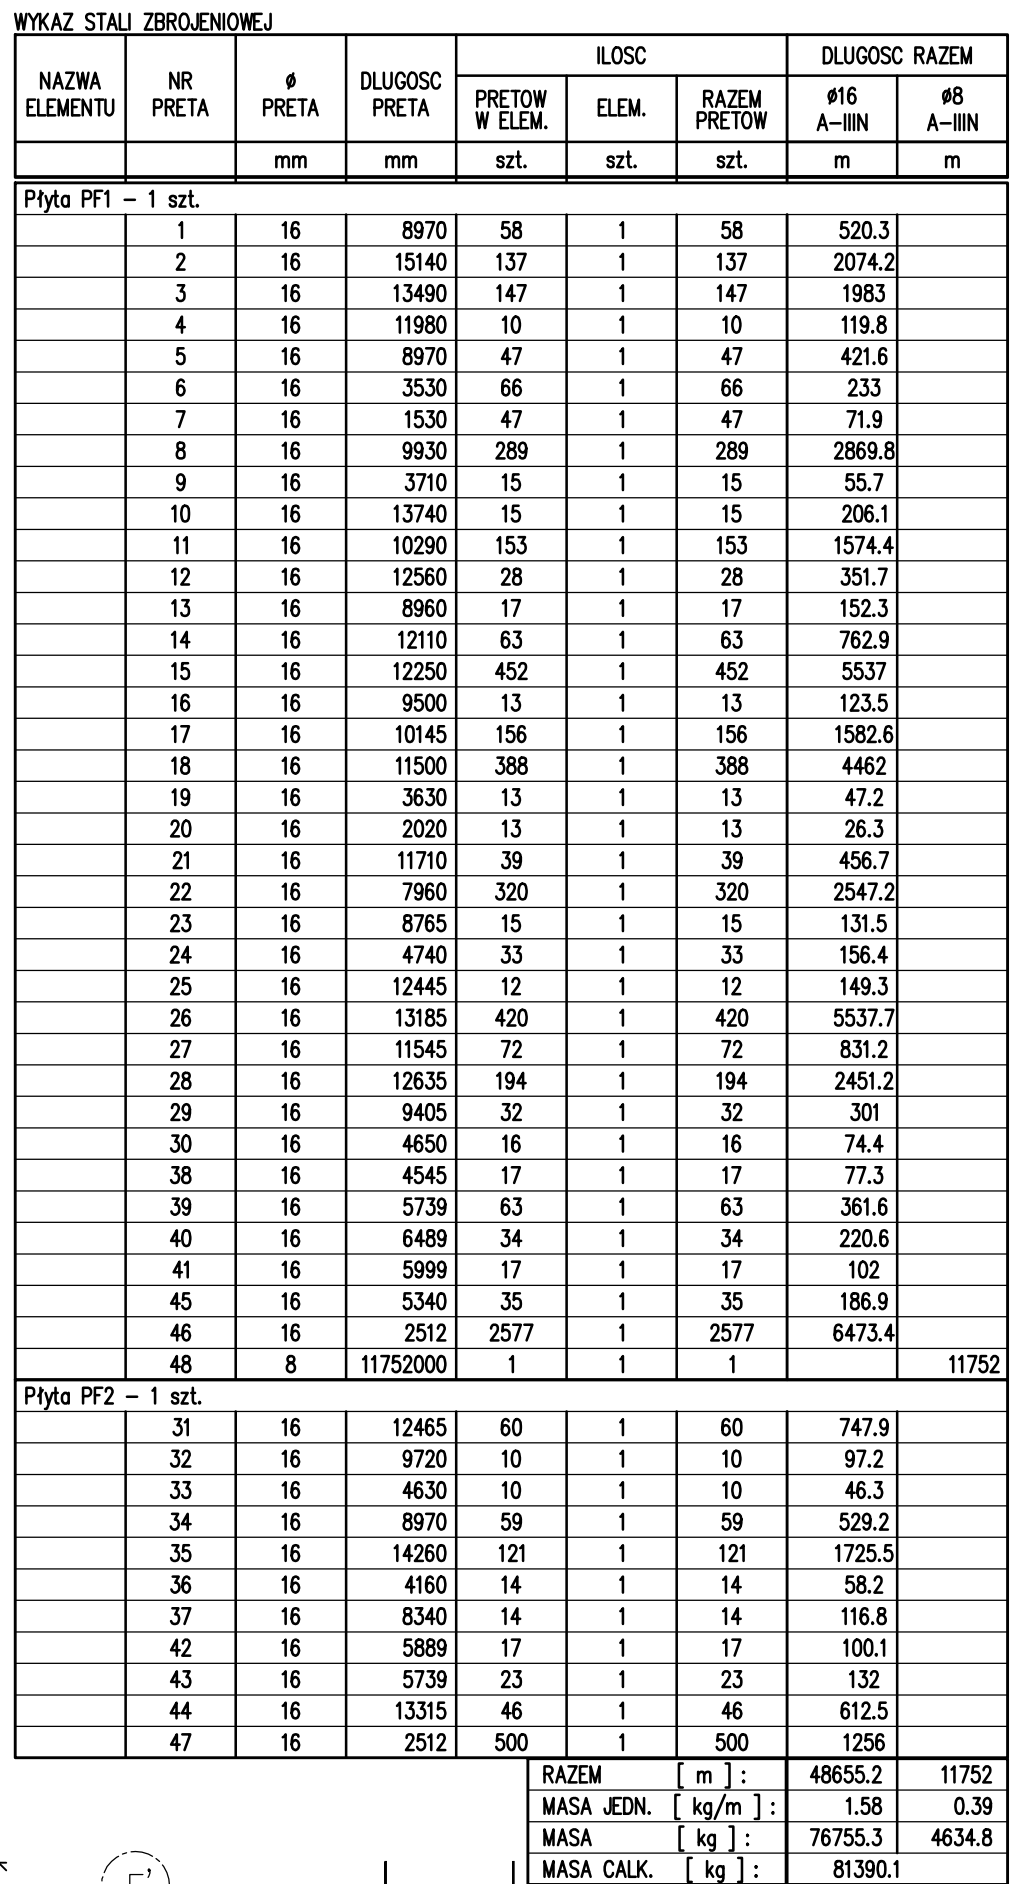 WYKAZ STALI ZBROJENIOWEJ
NAZWA ELEMENTU NR PRETA ø PRETA DLUGOSC PRETA ILOSC DLUGOSC RAZEM
PRETOW W ELEM. ELEM. RAZEM PRETOW ø16 A-IIIN ø8 A-IIIN
mm mm szt. szt. szt. m m
Płyta PF1 – 1 szt.
1 16 8970 58 1 58 520.3
2 16 15140 137 1 137 2074.2
3 16 13490 147 1 147 1983
4 16 11980 10 1 10 119.8
5 16 8970 47 1 47 421.6
6 16 3530 66 1 66 233
7 16 1530 47 1 47 71.9
8 16 9930 289 1 289 2869.8
9 16 3710 15 1 15 55.7
10 16 13740 15 1 15 206.1
11 16 10290 153 1 153 1574.4
12 16 12560 28 1 28 351.7
13 16 8960 17 1 17 152.3
14 16 12110 63 1 63 762.9
15 16 12250 452 1 452 5537
16 16 9500 13 1 13 123.5
17 16 10145 156 1 156 1582.6
18 16 11500 388 1 388 4462
19 16 3630 13 1 13 47.2
20 16 2020 13 1 13 26.3
21 16 11710 39 1 39 456.7
22 16 7960 320 1 320 2547.2
23 16 8765 15 1 15 131.5
24 16 4740 33 1 33 156.4
25 16 12445 12 1 12 149.3
26 16 13185 420 1 420 5537.7
27 16 11545 72 1 72 831.2
28 16 12635 194 1 194 2451.2
29 16 9405 32 1 32 301
30 16 4650 16 1 16 74.4
38 16 4545 17 1 17 77.3
39 16 5739 63 1 63 361.6
40 16 6489 34 1 34 220.6
41 16 5999 17 1 17 102
45 16 5340 35 1 35 186.9
46 16 2512 2577 1 2577 6473.4
48 8 11752000 1 1 1 11752
Płyta PF2 – 1 szt.
31 16 12465 60 1 60 747.9
32 16 9720 10 1 10 97.2
33 16 4630 10 1 10 46.3
34 16 8970 59 1 59 529.2
35 16 14260 121 1 121 1725.5
36 16 4160 14 1 14 58.2
37 16 8340 14 1 14 116.8
42 16 5889 17 1 17 100.1
43 16 5739 23 1 23 132
44 16 13315 46 1 46 612.5
47 16 2512 500 1 500 1256
RAZEM [ m ] : 48655.2 11752
MASA JEDN. [ kg/m ] : 1.58 0.39
MASA [ kg ] : 76755.3 4634.8
MASA CALK. [ kg ] : 81390.1